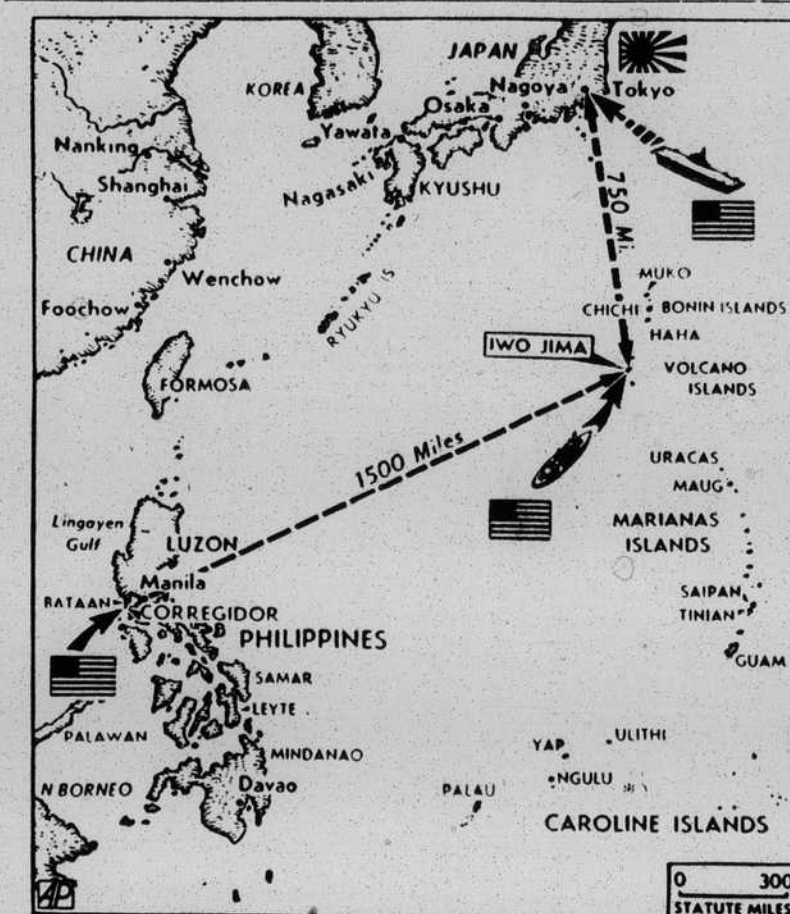 JAPAN
KOREA
Nagoya
Tokyo
Osaka
Yawata
Nanking
Shanghai
Nagasaki
KYUSHU
750 Mi.
CHINA
Wenchow
MUKO
Foochow
CHICHI
BONIN ISLANDS
RYUKYU IS
HAHA
IWO JIMA
VOLCANO
ISLANDS
FORMOSA
1500 Miles
URACAS
MAUG
Lingayen
Gulf
LUZON
MARIANAS
ISLANDS
Manila
SAIPAN
BATAAN
CORREGIDOR
TINIAN
PHILIPPINES
GUAM
SAMAR
LEYTE
PALAWAN
ULITHI
YAP
MINDANAO
NGULU
N BORNEO
Davao
PALAU
CAROLINE ISLANDS
0 300
STATUTE MILES
AP